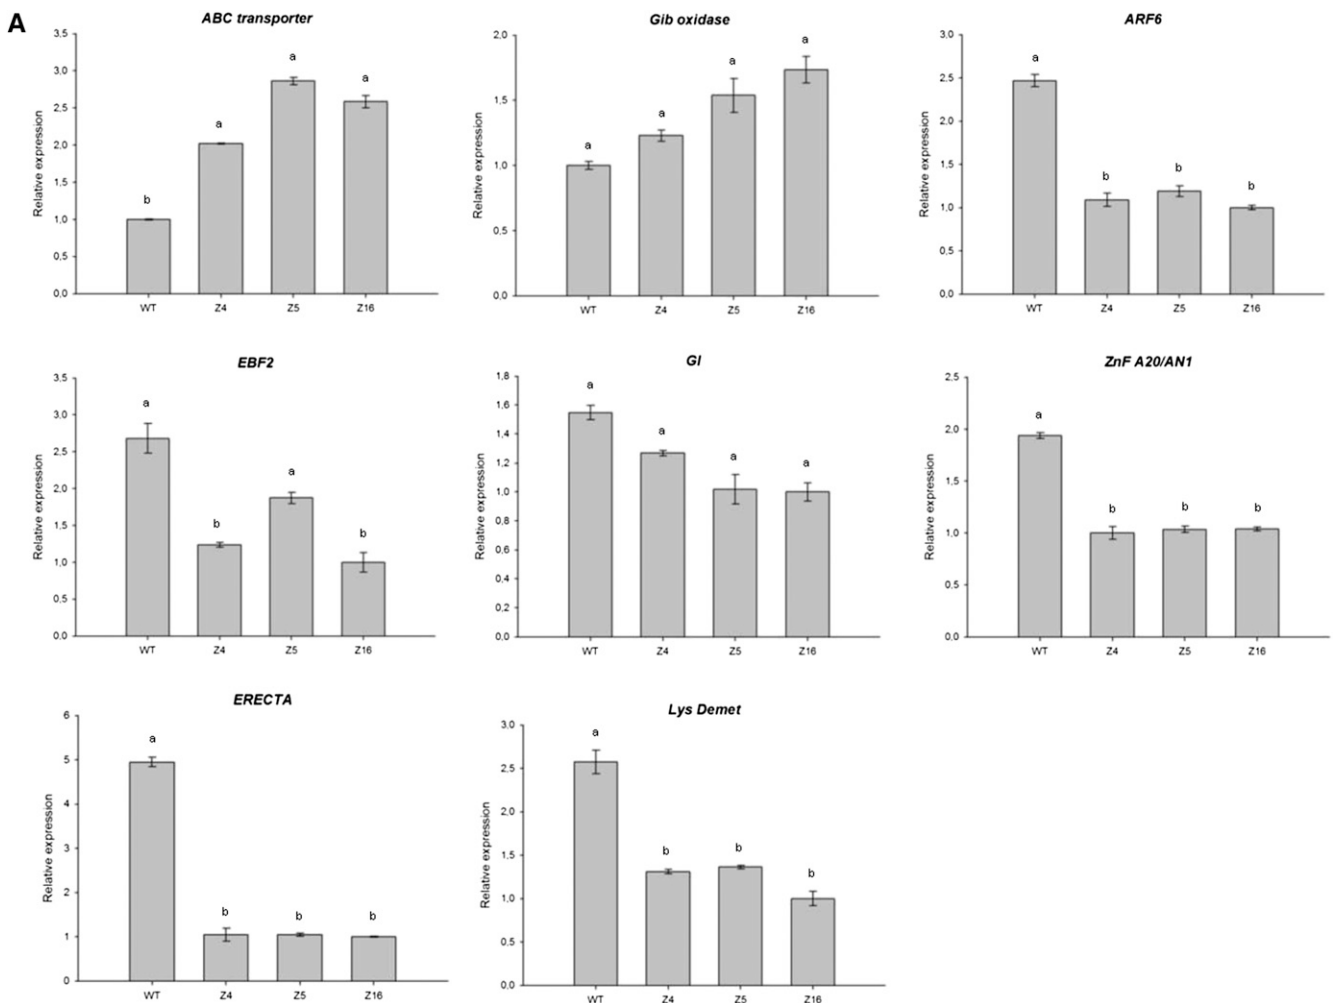 A
ABC transporter
Relative expression
3,5
3,0
2,5
2,0
1,5
1,0
0,5
0,0
b
a
a
a
WT Z4 Z5 Z16
Gib oxidase
Relative expression
2,0
1,5
1,0
0,5
0,0
a
a
a
a
WT Z4 Z5 Z16
ARF6
Relative expression
3,0
2,5
2,0
1,5
1,0
0,5
0,0
a
b
b
b
WT Z4 Z5 Z16
EBF2
Relative expression
3,5
3,0
2,5
2,0
1,5
1,0
0,5
0,0
a
b
a
b
WT Z4 Z5 Z16
GI
Relative expression
1,8
1,6
1,4
1,2
1,0
0,8
0,6
0,4
0,2
0,0
a
a
a
a
WT Z4 Z5 Z16
ZnF A20/AN1
Relative expression
2,5
2,0
1,5
1,0
0,5
0,0
a
b
b
b
WT Z4 Z5 Z16
ERECTA
Relative expression
6
5
4
3
2
1
0
a
b
b
b
WT Z4 Z5 Z16
Lys Demet
Relative expression
3,0
2,5
2,0
1,5
1,0
0,5
0,0
a
b
b
b
WT Z4 Z5 Z16